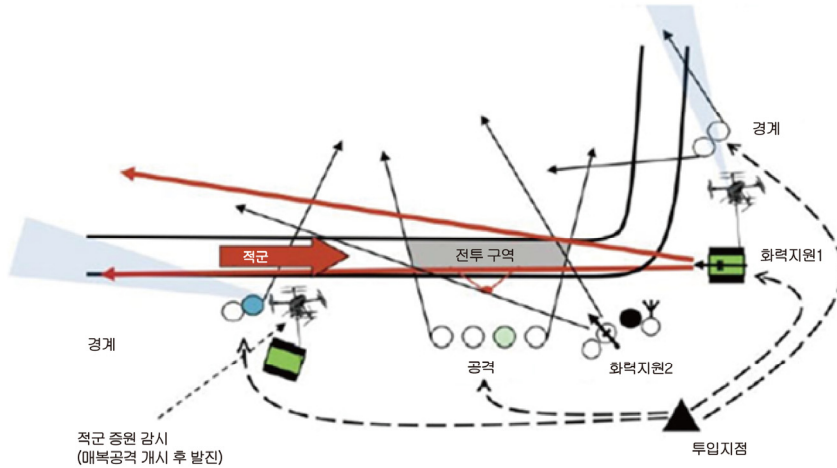 경계
적군
전투 구역
화력지원1
경계
공격
화력지원2
적군 증원 감시
(매복공격 개시 후 발진)
투입지점